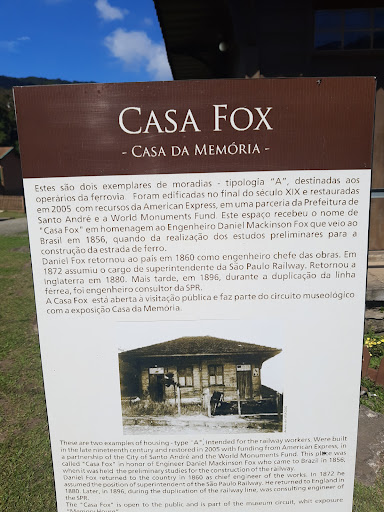 CASA FOX
- CASA DA MEMÓRIA -
Estes são dois exemplares de moradias - tipologia "A", destinadas aos
operários da ferrovia. Foram edificadas no final do século XIX e restauradas
em 2005 com recursos da American Express, em uma parceria da Prefeitura de
Santo André e a World Monuments Fund. Este espaço recebeu o nome de
"Casa Fox" em homenagem ao Engenheiro Daniel Mackinson Fox que veio ao
Brasil em 1856, quando da realização dos estudos preliminares para a
construção da estrada de ferro.
Daniel Fox retornou ao país em 1860 como engenheiro chefe das obras. Em
1872 assumiu o cargo de superintendente da São Paulo Railway. Retornou a
Inglaterra em 1880. Mais tarde, em 1896, durante a duplicação da linha
férrea, foi engenheiro consultor da SPR.
A Casa Fox está aberta a visitação publica e faz parte do circuito museológico
com a exposição Casa da Memória.
These are two examples of housing - type "A", intended for the railway workers. Were built
in the late nineteenth century and restored in 2005 with funding from American Express, in
a partnership of the City of Santo André and the World Monuments Fund. This place was
called "Casa Fox" in honor of Engineer Daniel Mackinson Fox who came to Brazil in 1856,
when it was held the preliminary studies for the construction of the railway.
Daniel Fox returned to the country in 1860 as chief engineer of the works. In 1872 he
assumed the position of superintendent of the São Paulo Railway. He returned to England in
1880. Later, in 1896, during the duplication of the railway line, was consulting engineer of
the SPR.
The "Casa Fox" is open to the public and is part of the museum circuit, whit exposure
"Memory House"